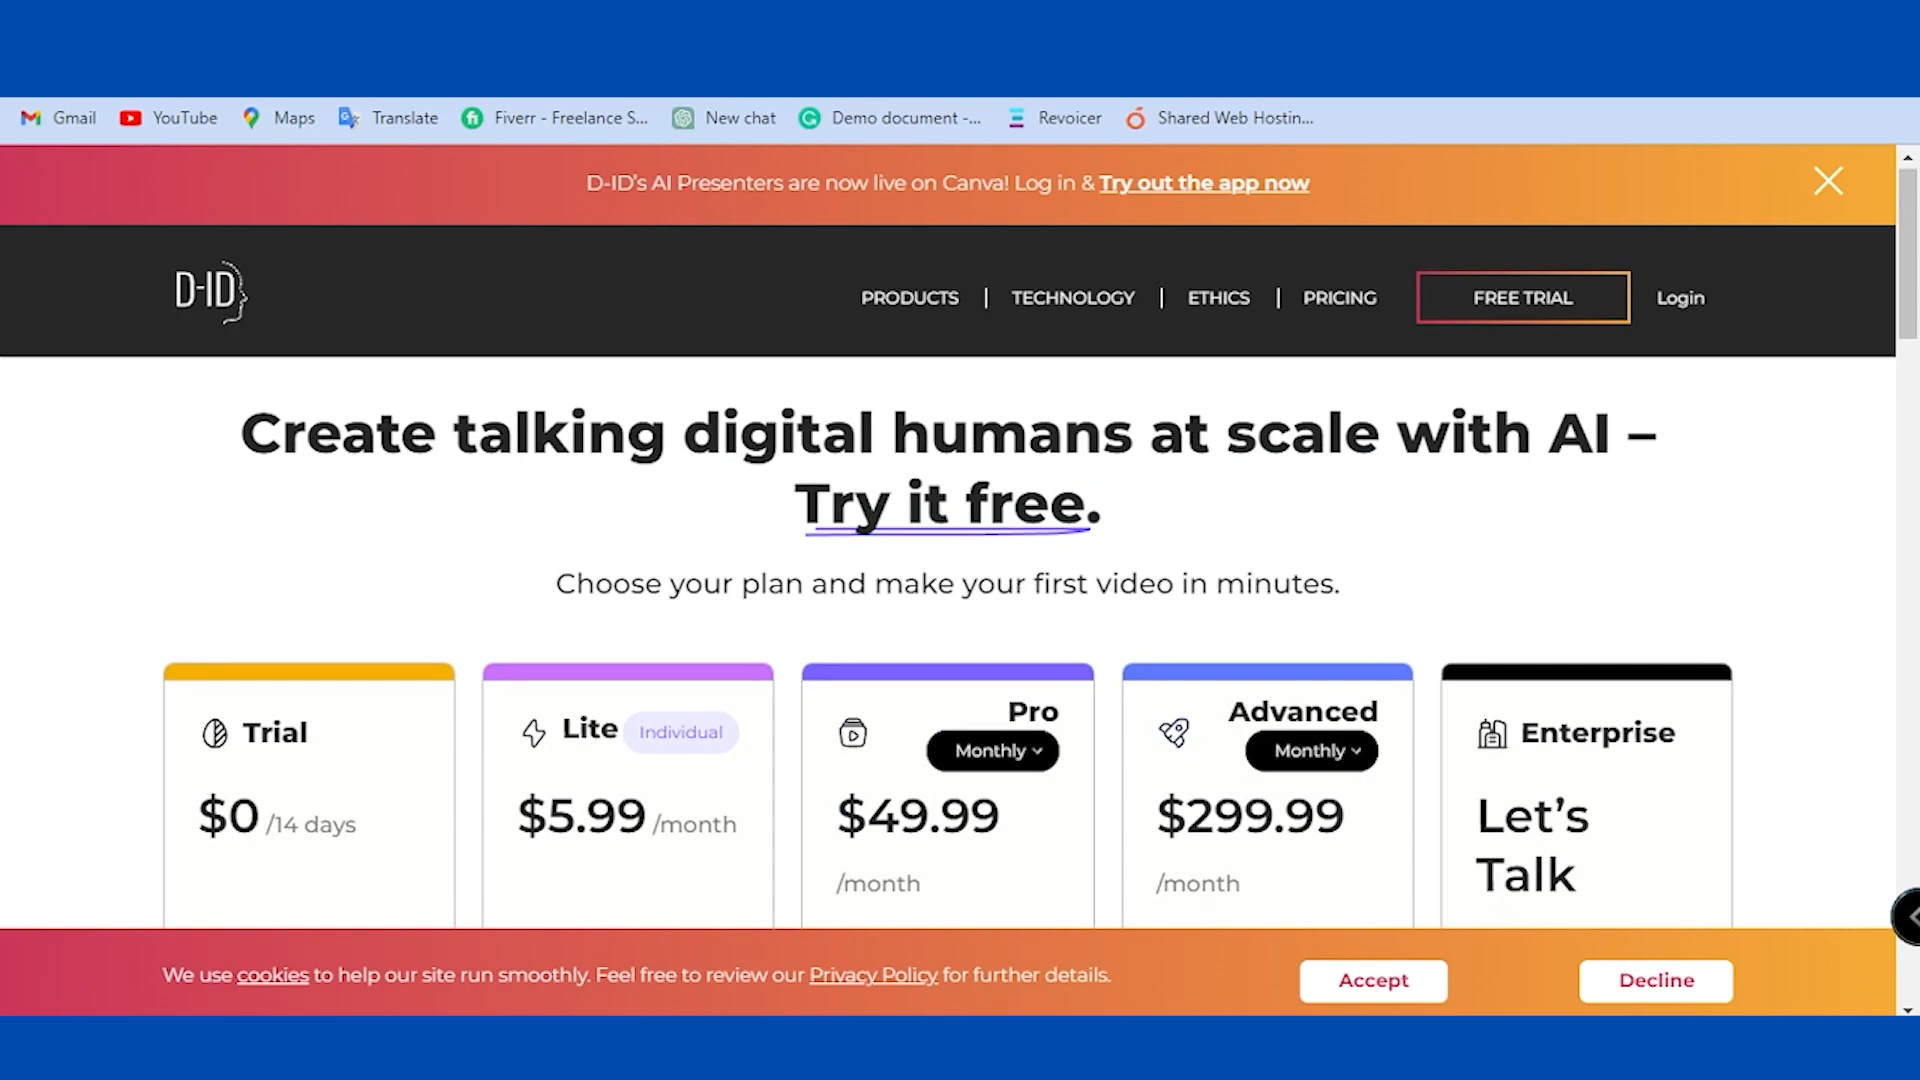 Gmail YouTube Maps Translate Fiverr - Freelance S... New chat Demo document -... Revoicer Shared Web Hostin...
D-ID's AI Presenters are now live on Canva! Log in & Try out the app now
D-ID PRODUCTS | TECHNOLOGY | ETHICS | PRICING FREE TRIAL Login
Create talking digital humans at scale with AI –
Try it free.
Choose your plan and make your first video in minutes.
Trial
$0 /14 days
Lite Individual
$5.99 /month
Pro
Monthly
$49.99
/month
Advanced
Monthly
$299.99
/month
Enterprise
Let's
Talk
We use cookies to help our site run smoothly. Feel free to review our Privacy Policy for further details.
Accept Decline